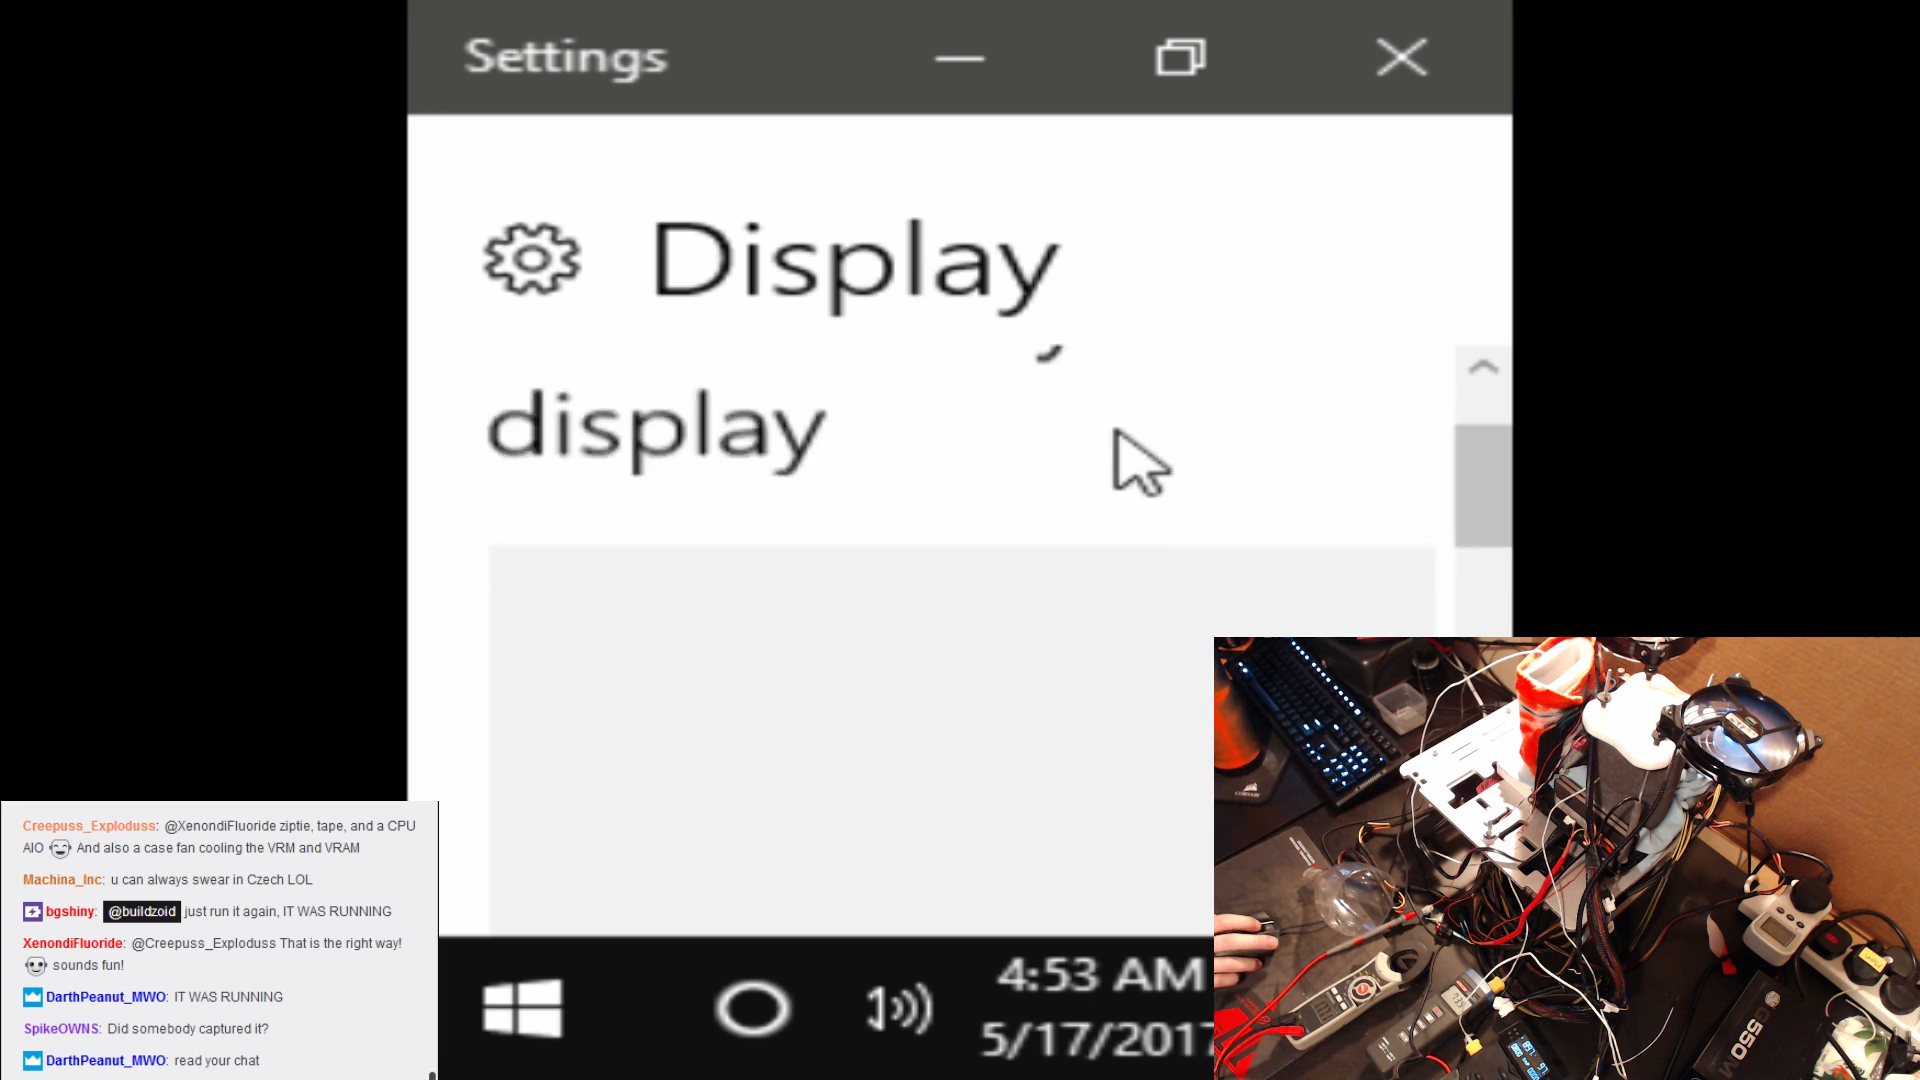 Settings
Display
display
4:53 AM
5/17/2017
Creepuss_Exploduss: @XenondiFluoride ziptie, tape, and a CPU
AIO And also a case fan cooling the VRM and VRAM
Machina_Inc: u can always swear in Czech LOL
bgshiny: @buildzoid just run it again, IT WAS RUNNING
XenondiFluoride: @Creepuss_Exploduss That is the right way!
sounds fun!
DarthPeanut_MWO: IT WAS RUNNING
SpikeOWNS: Did somebody captured it?
DarthPeanut_MWO: read your chat
CORSAIR
550M